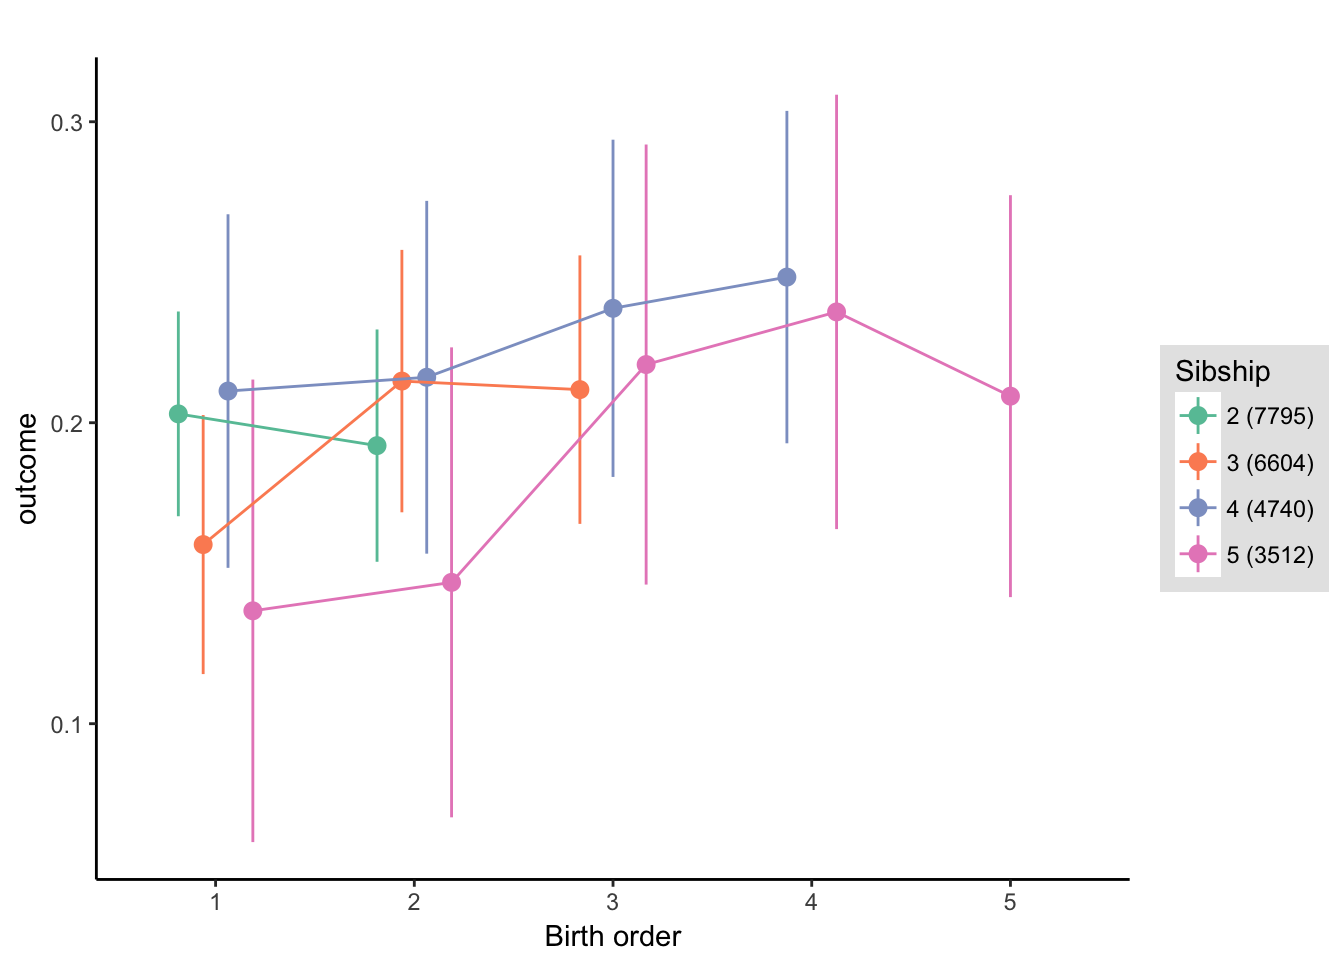 0.3
0.2
0.1
outcome
1 2 3 4 5
Birth order
Sibship
2 (7795)
3 (6604)
4 (4740)
5 (3512)